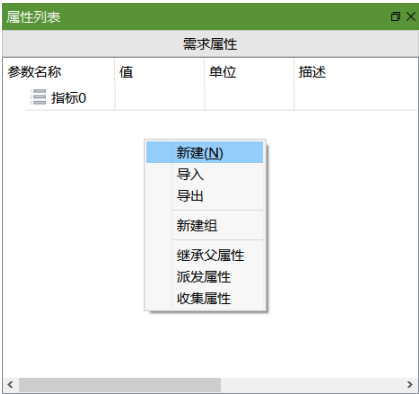 属性列表
需求属性
参数名称 值 单位 描述
指标0
新建(N)
导入
导出
新建组
继承父属性
派发属性
收集属性